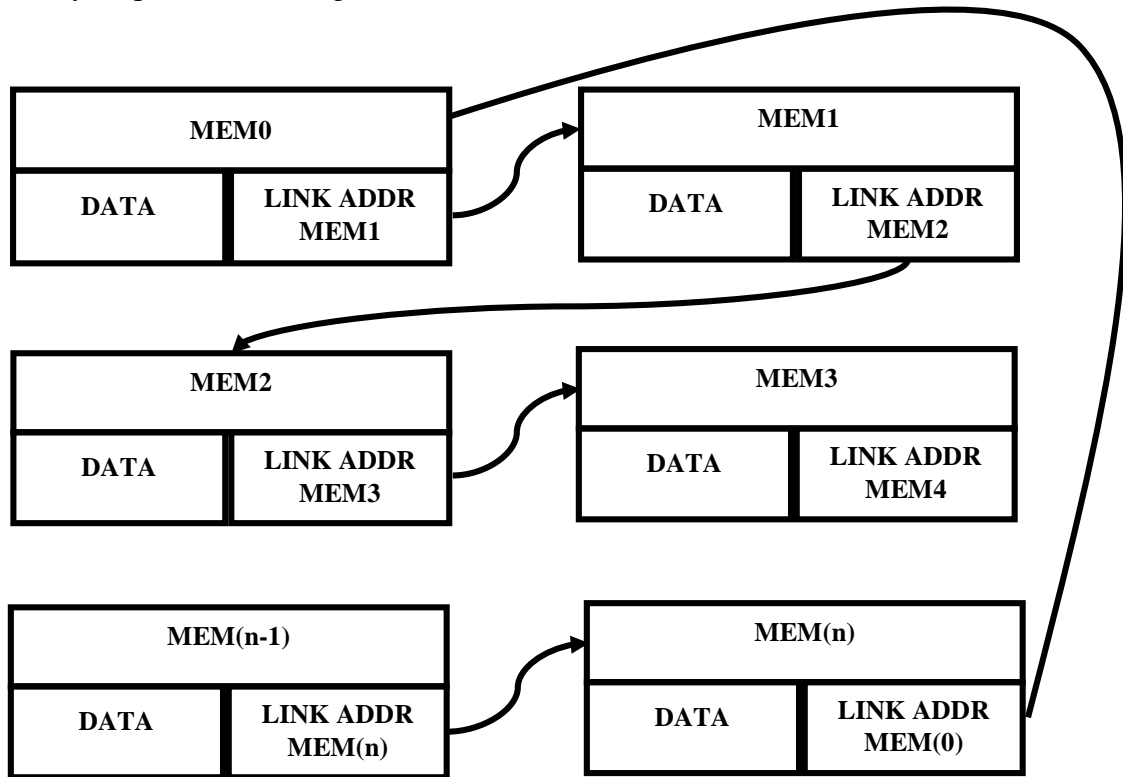 MEM0
MEM1
DATA
LINK ADDR
MEM1
DATA
LINK ADDR
MEM2
MEM2
MEM3
DATA
LINK ADDR
MEM3
DATA
LINK ADDR
MEM4
MEM(n-1)
MEM(n)
DATA
LINK ADDR
MEM(n)
DATA
LINK ADDR
MEM(0)